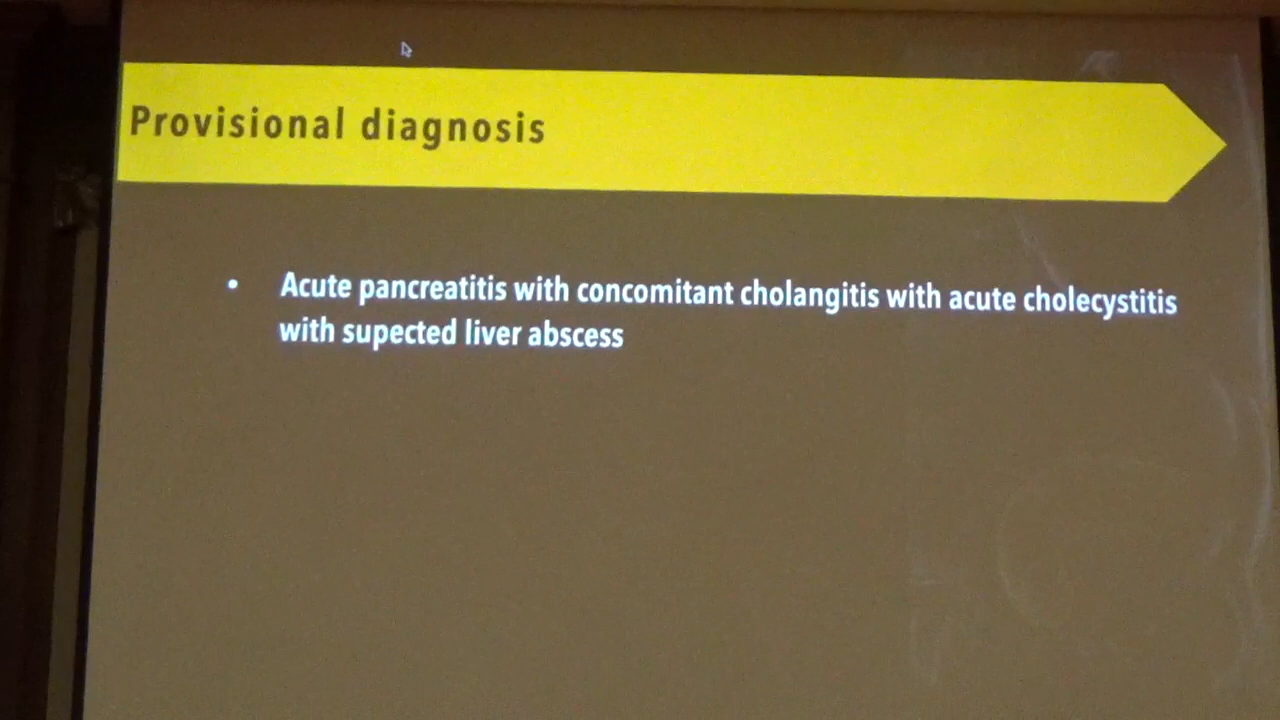 Provisional diagnosis
• Acute pancreatitis with concomitant cholangitis with acute cholecystitis
with supected liver abscess